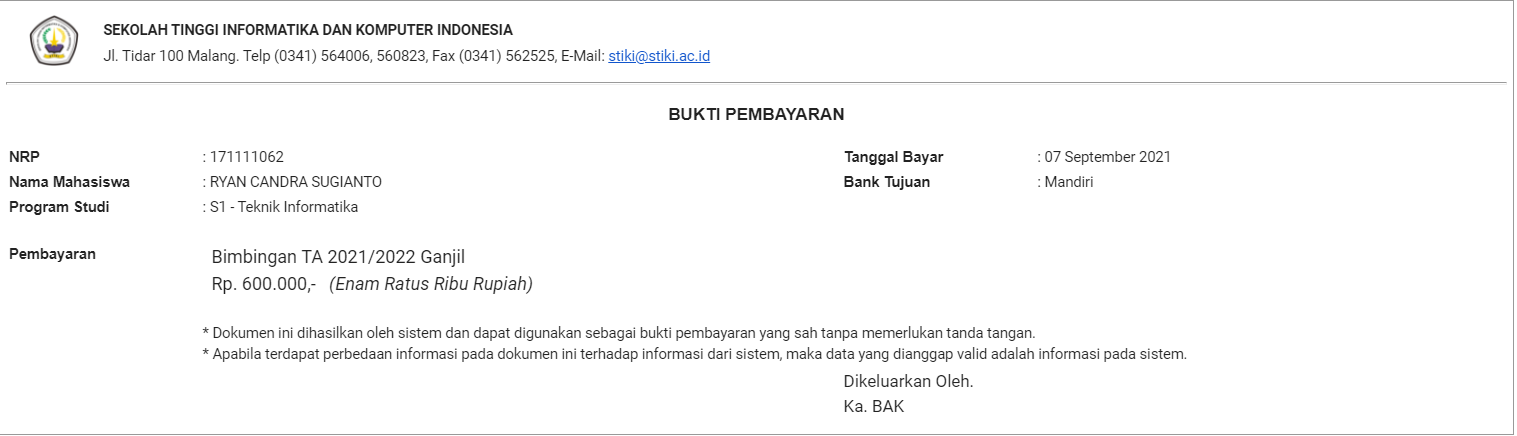 SEKOLAH TINGGI INFORMATIKA DAN KOMPUTER INDONESIA
Jl. Tidar 100 Malang. Telp (0341) 564006, 560823, Fax (0341) 562525, E-Mail: stiki@stiki.ac.id
BUKTI PEMBAYARAN
NRP : 171111062 Tanggal Bayar : 07 September 2021
Nama Mahasiswa : RYAN CANDRA SUGIANTO Bank Tujuan : Mandiri
Program Studi : S1 - Teknik Informatika
Pembayaran Bimbingan TA 2021/2022 Ganjil
Rp. 600.000,- (Enam Ratus Ribu Rupiah)
* Dokumen ini dihasilkan oleh sistem dan dapat digunakan sebagai bukti pembayaran yang sah tanpa memerlukan tanda tangan.
* Apabila terdapat perbedaan informasi pada dokumen ini terhadap informasi dari sistem, maka data yang dianggap valid adalah informasi pada sistem.
Dikeluarkan Oleh.
Ka. BAK